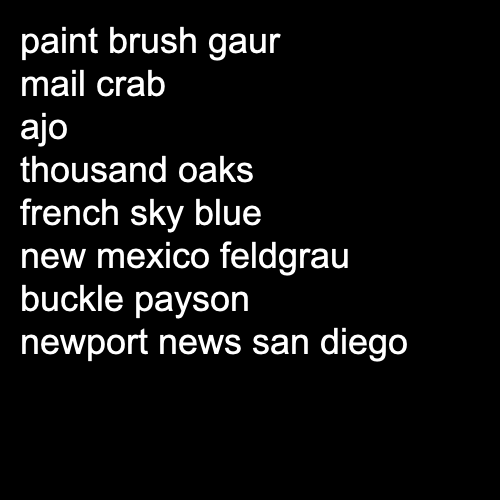 paint brush gaur
mail crab
ajo
thousand oaks
french sky blue
new mexico feldgrau
buckle payson
newport news san diego